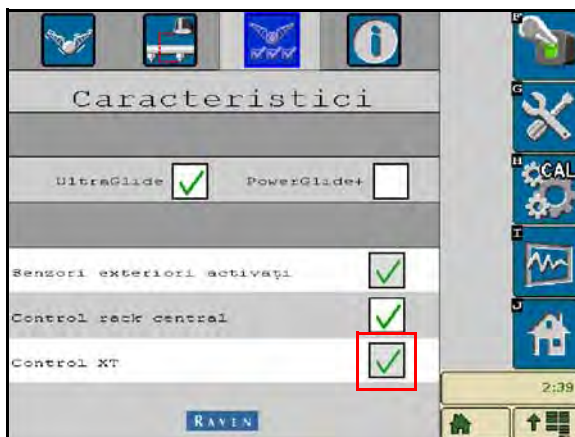 F
Caracteristici
G
UltraGlide
PowerGlide+
H
CAL
I
Senzori exteriori activați
Control rack central
J
Control XT
2:39
RAVEN